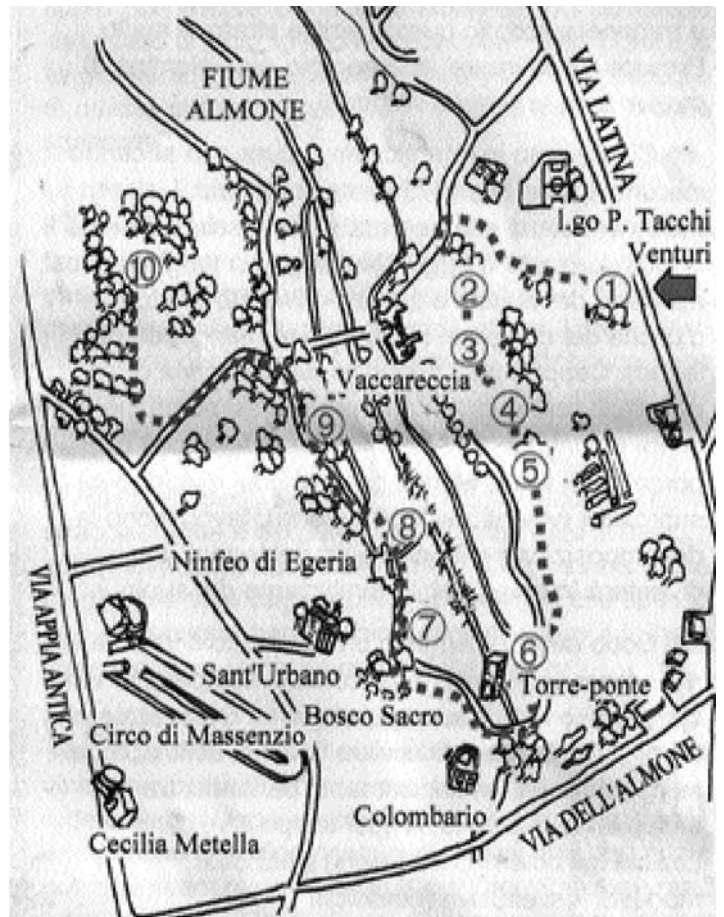 FIUME
ALMONE
VIA LATINA
l.go P. Tacchi
Venturi
10
2
1
3
Vaccareccia
4
9
5
8
Ninfeo di Egeria
7
6
VIA APPIA ANTICA
Sant'Urbano
Torre-ponte
Bosco Sacro
Circo di Massenzio
Colombario
VIA DELL'ALMONE
Cecilia Metella